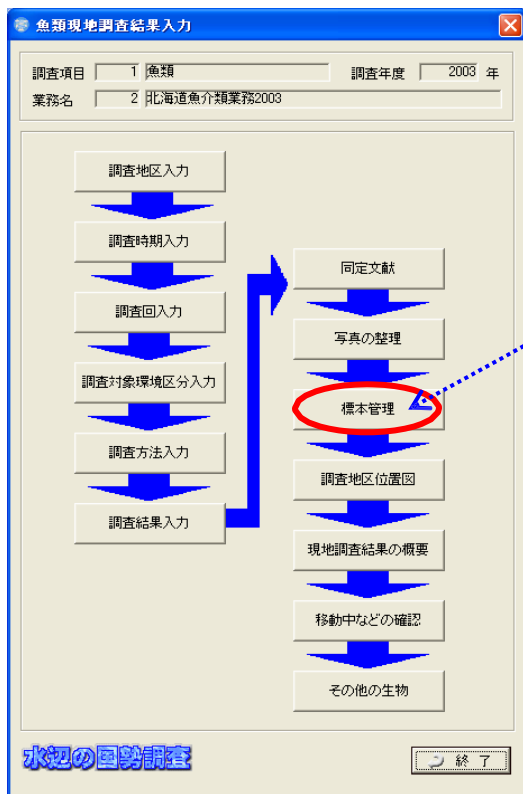 魚類現地調査結果入力
調査項目 1 魚類 調査年度 2003 年
業務名 2 北海道魚介類業務2003
調査地区入力
調査時期入力
調査回入力
調査対象環境区分入力
調査方法入力
調査結果入力
同定文献
写真の整理
標本管理
調査地区位置図
現地調査結果の概要
移動中などの確認
その他の生物
水辺の国勢調査
終 了